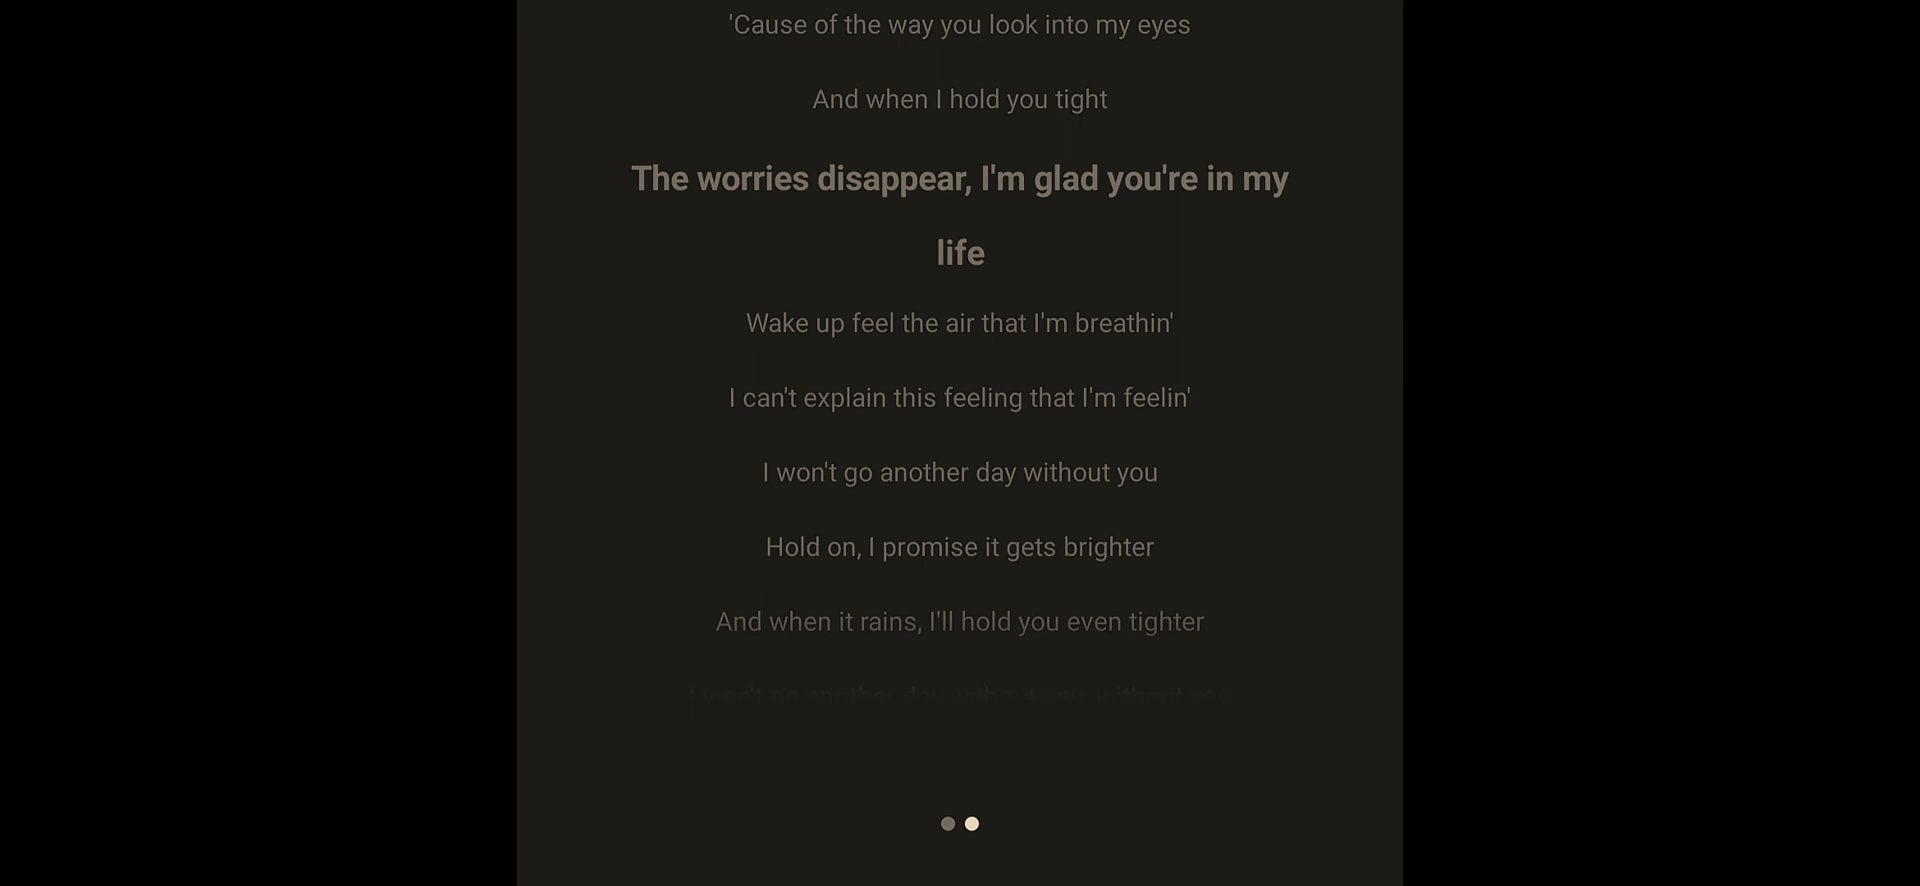 'Cause of the way you look into my eyes
And when I hold you tight
The worries disappear, I'm glad you're in my
life
Wake up feel the air that I'm breathin'
I can't explain this feeling that I'm feelin'
I won't go another day without you
Hold on, I promise it gets brighter
And when it rains, I'll hold you even tighter